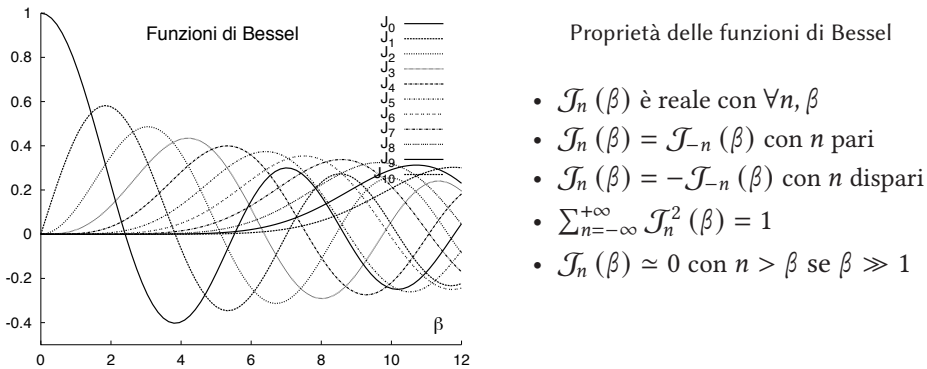 Funzioni di Bessel
J0
J1
J2
J3
J4
J5
J6
J7
J8
J9
J10
1
0.8
0.6
0.4
0.2
0
-0.2
-0.4
0
2
4
6
8
10
12
β
Proprietà delle funzioni di Bessel
• 𝒥ₙ (β) è reale con ∀n, β
• 𝒥ₙ (β) = 𝒥₋ₙ (β) con n pari
• 𝒥ₙ (β) = −𝒥₋ₙ (β) con n dispari
• ∑ₙ₌₋∞⁺∞ 𝒥ₙ² (β) = 1
• 𝒥ₙ (β) ≃ 0 con n > β se β ≫ 1